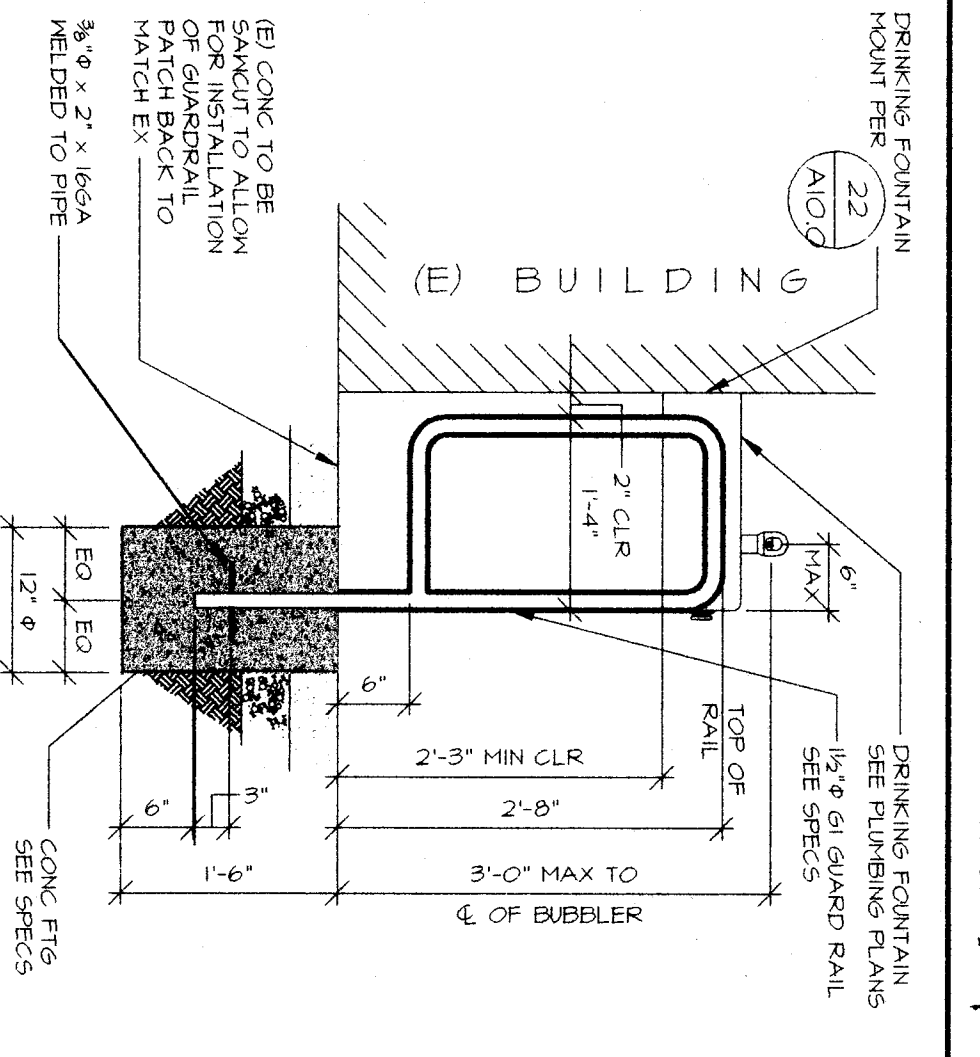 DRINKING FOUNTAIN
MOUNT PER
22
A10.0
(E) BUILDING
DRINKING FOUNTAIN
SEE PLUMBING PLANS
1½"Φ GI GUARD RAIL
SEE SPECS
6"
MAX
2" CLR
1'-4"
TOP OF
RAIL
(E) CONC TO BE
SAWCUT TO ALLOW
FOR INSTALLATION
OF GUARDRAIL
PATCH BACK TO
MATCH EX
⅜"Φ x 2" x 16GA
WELDED TO PIPE
6"
2'-3" MIN CLR
2'-8"
3'-0" MAX TO
℄ OF BUBBLER
3"
6"
1'-6"
EQ
EQ
12" Φ
CONC FTG
SEE SPECS